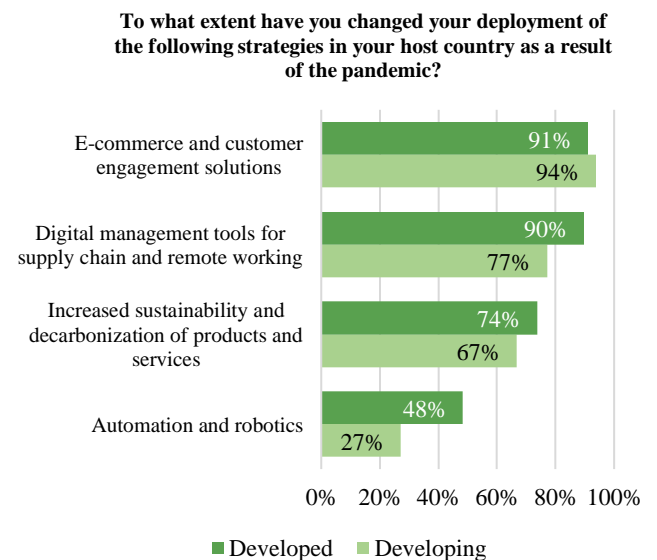 To what extent have you changed your deployment of
the following strategies in your host country as a result
of the pandemic?
E-commerce and customer
engagement solutions
91%
94%
Digital management tools for
supply chain and remote working
90%
77%
Increased sustainability and
decarbonization of products and
services
74%
67%
Automation and robotics
48%
27%
0% 20% 40% 60% 80% 100%
Developed Developing